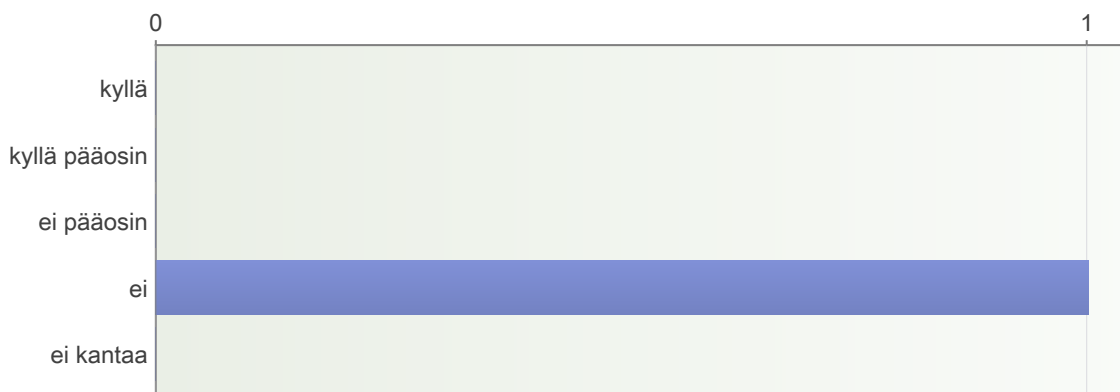 0 1
kyllä
kyllä pääosin
ei pääosin
ei
ei kantaa